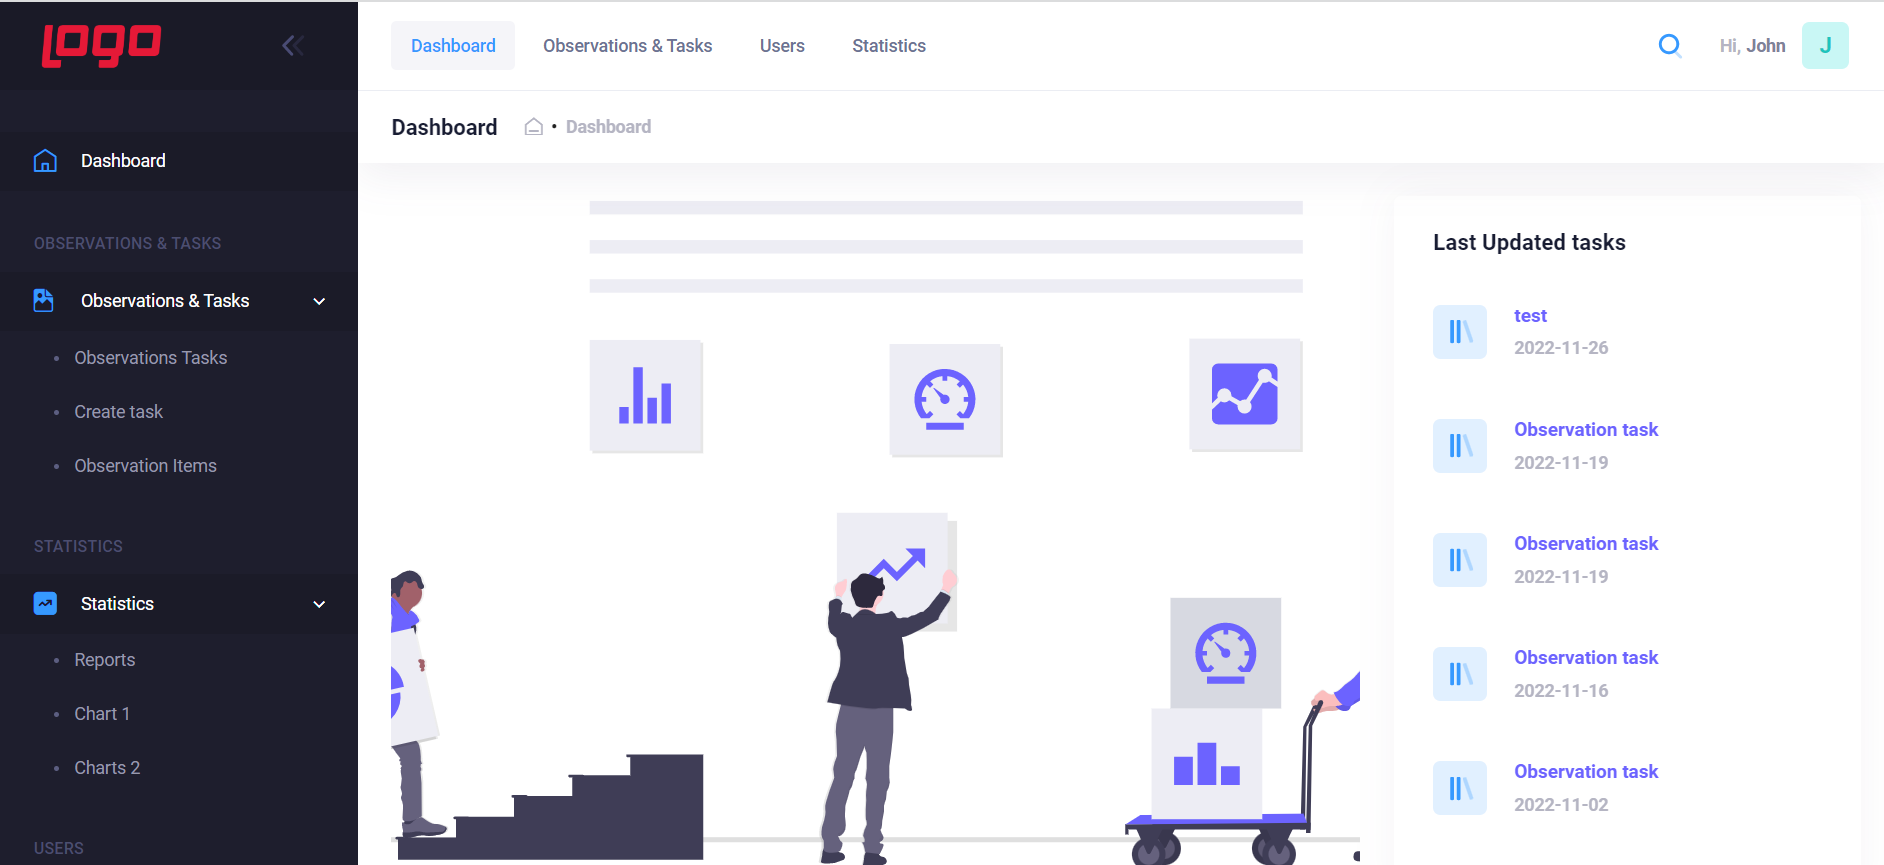 Logo
Dashboard
OBSERVATIONS & TASKS
Observations & Tasks
Observations Tasks
Create task
Observation Items
STATISTICS
Statistics
Reports
Chart 1
Charts 2
USERS
Dashboard Observations & Tasks Users Statistics
Hi, John J
Dashboard • Dashboard
Last Updated tasks
test
2022-11-26
Observation task
2022-11-19
Observation task
2022-11-19
Observation task
2022-11-16
Observation task
2022-11-02